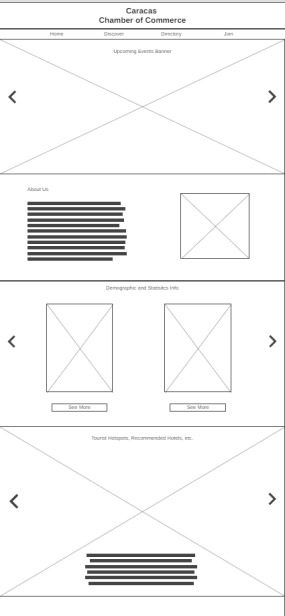 Caracas
Chamber of Commerce
Home Discover Directory Join
Upcoming Events Banner
About Us
Demographic and Statistics Info
See More See More
Tourist Hotspots, Recommended Hotels, etc.